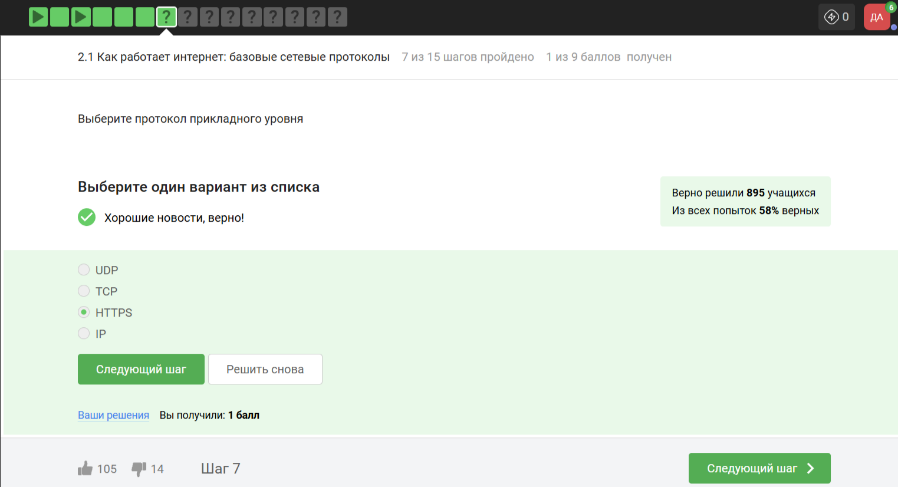 ? ? ? ? ? ? ? ? ? 0 ДА 6
2.1 Как работает интернет: базовые сетевые протоколы 7 из 15 шагов пройдено 1 из 9 баллов получен
Выберите протокол прикладного уровня
Выберите один вариант из списка
Верно решили 895 учащихся
Из всех попыток 58% верных
Хорошие новости, верно!
UDP
TCP
HTTPS
IP
Следующий шаг Решить снова
Ваши решения Вы получили: 1 балл
105 14 Шаг 7 Следующий шаг